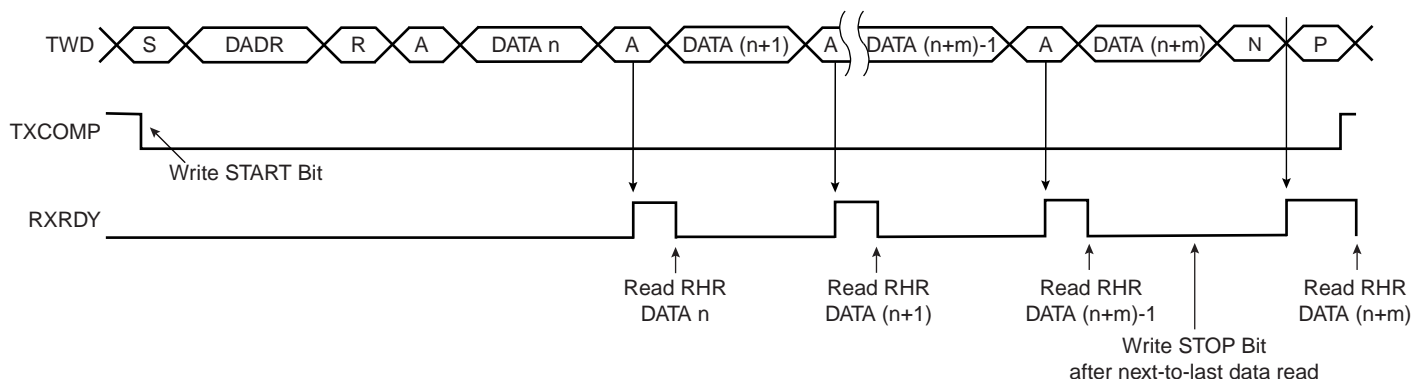 TWD S DADR R A DATA n A DATA (n+1) A DATA (n+m)-1 A DATA (n+m) N P
TXCOMP
Write START Bit
RXRDY
Read RHR
DATA n
Read RHR
DATA (n+1)
Read RHR
DATA (n+m)-1
Read RHR
DATA (n+m)
Write STOP Bit
after next-to-last data read